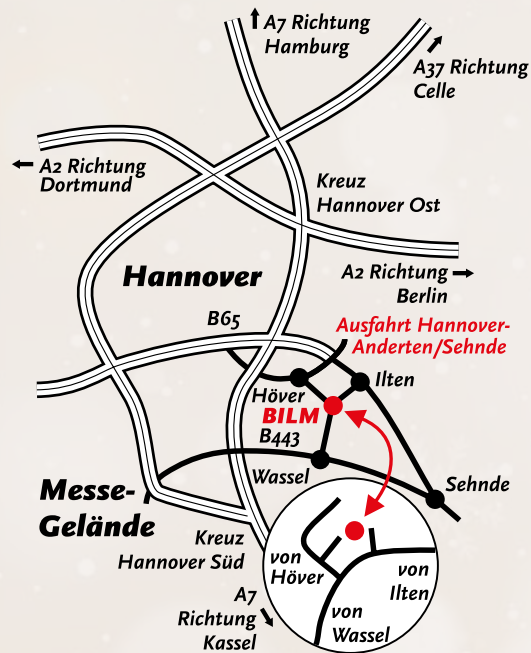 A7 Richtung
Hamburg
A37 Richtung
Celle
A2 Richtung
Dortmund
Kreuz
Hannover Ost
Hannover
A2 Richtung
Berlin
B65
Ausfahrt Hannover-
Anderten/Sehnde
Ilten
Höver
BILM
B443
Wassel
Sehnde
Messe-
Gelände
Kreuz
Hannover Süd
von
Höver
von
Ilten
von
Wassel
A7
Richtung
Kassel